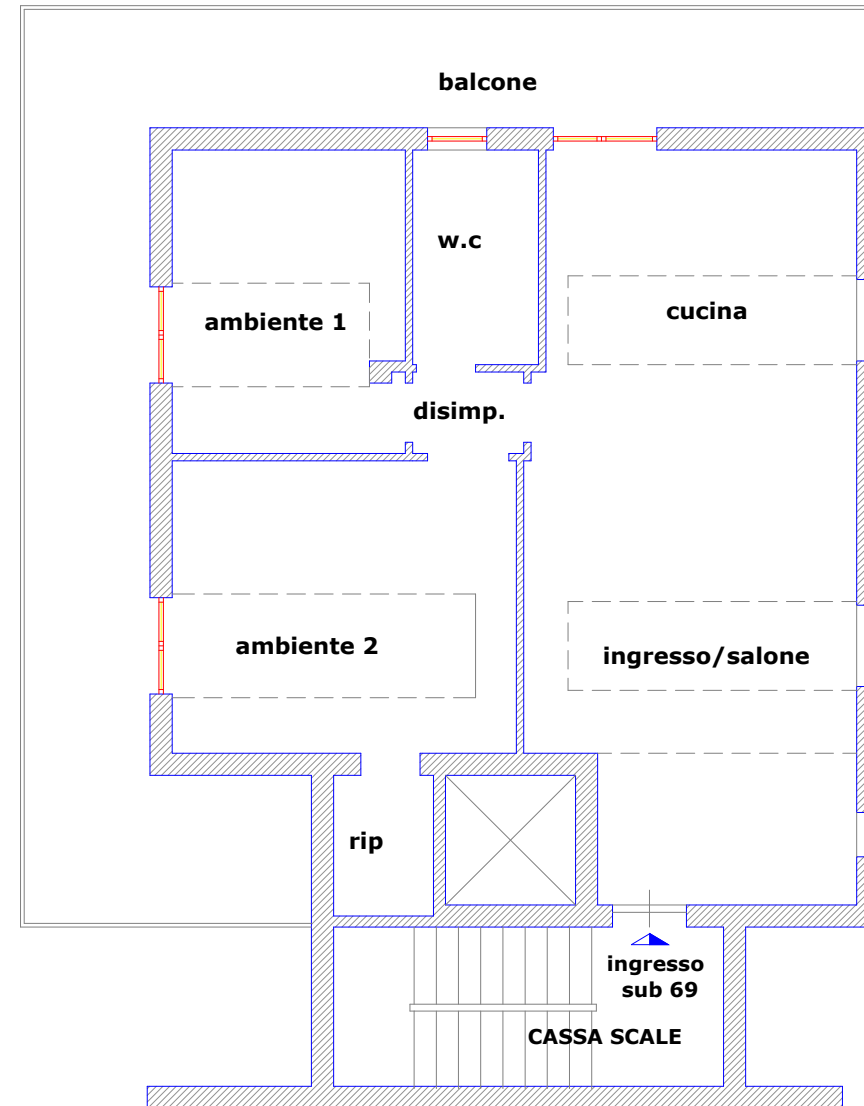 balcone
w.c
cucina
ambiente 1
disimp.
ambiente 2
ingresso/salone
rip
ingresso
sub 69
CASSA SCALE